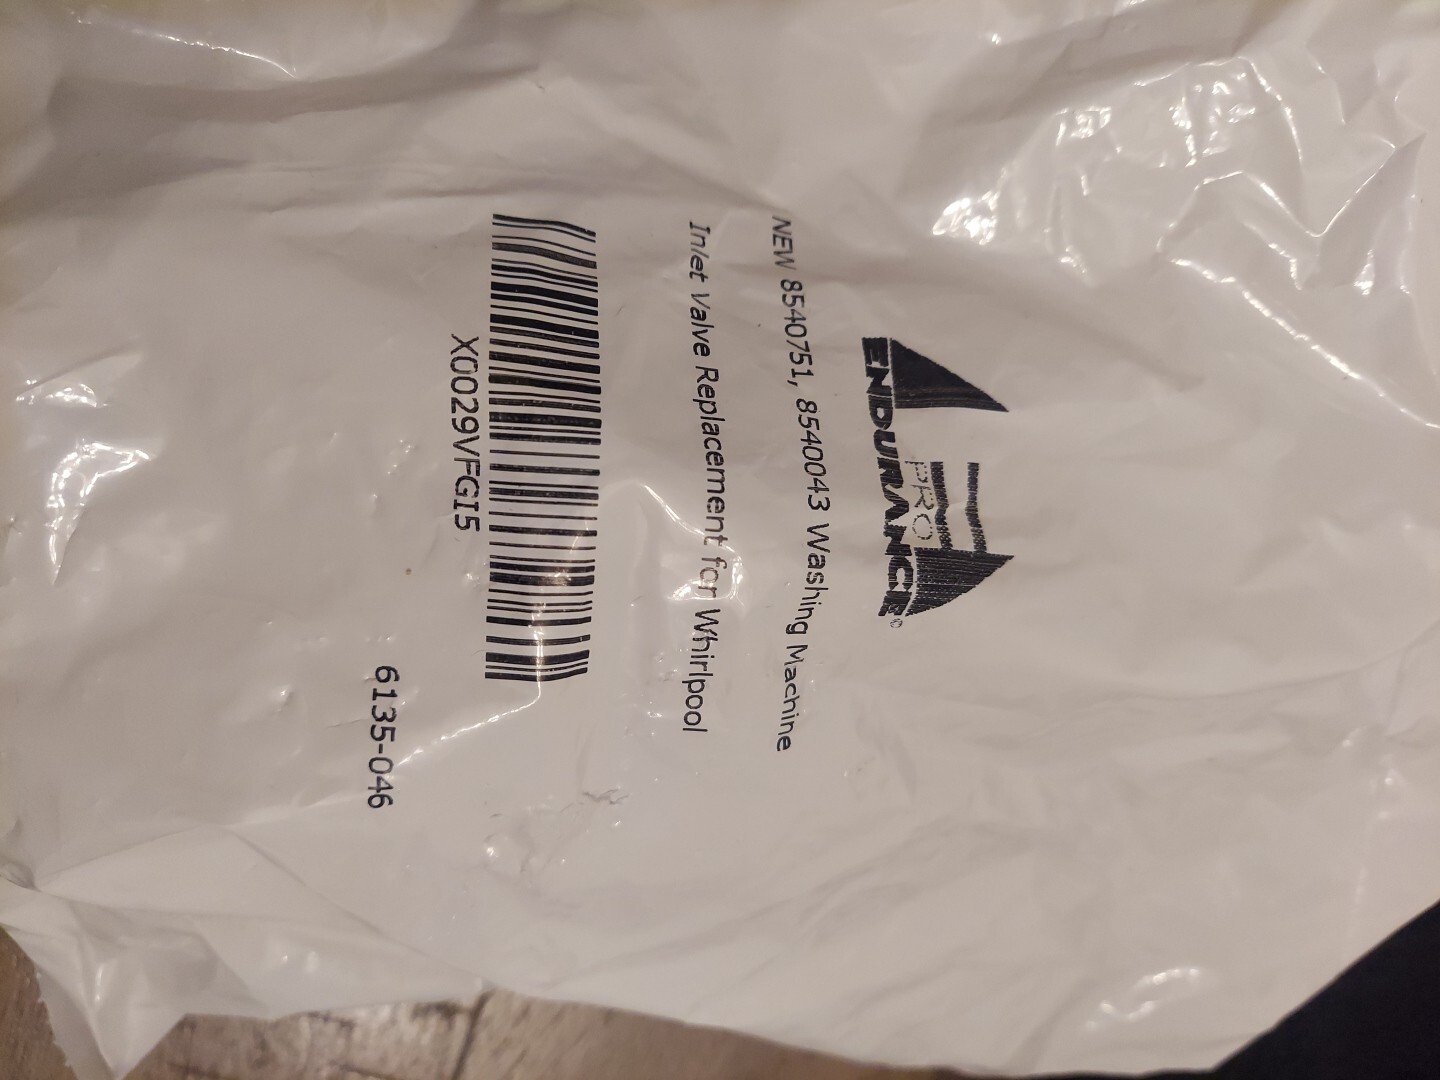 PRO
ENDURANCE©
NEW 8540751, 8540043 Washing Machine
Inlet Valve Replacement for Whirlpool
X0029VFGI5
6135-046